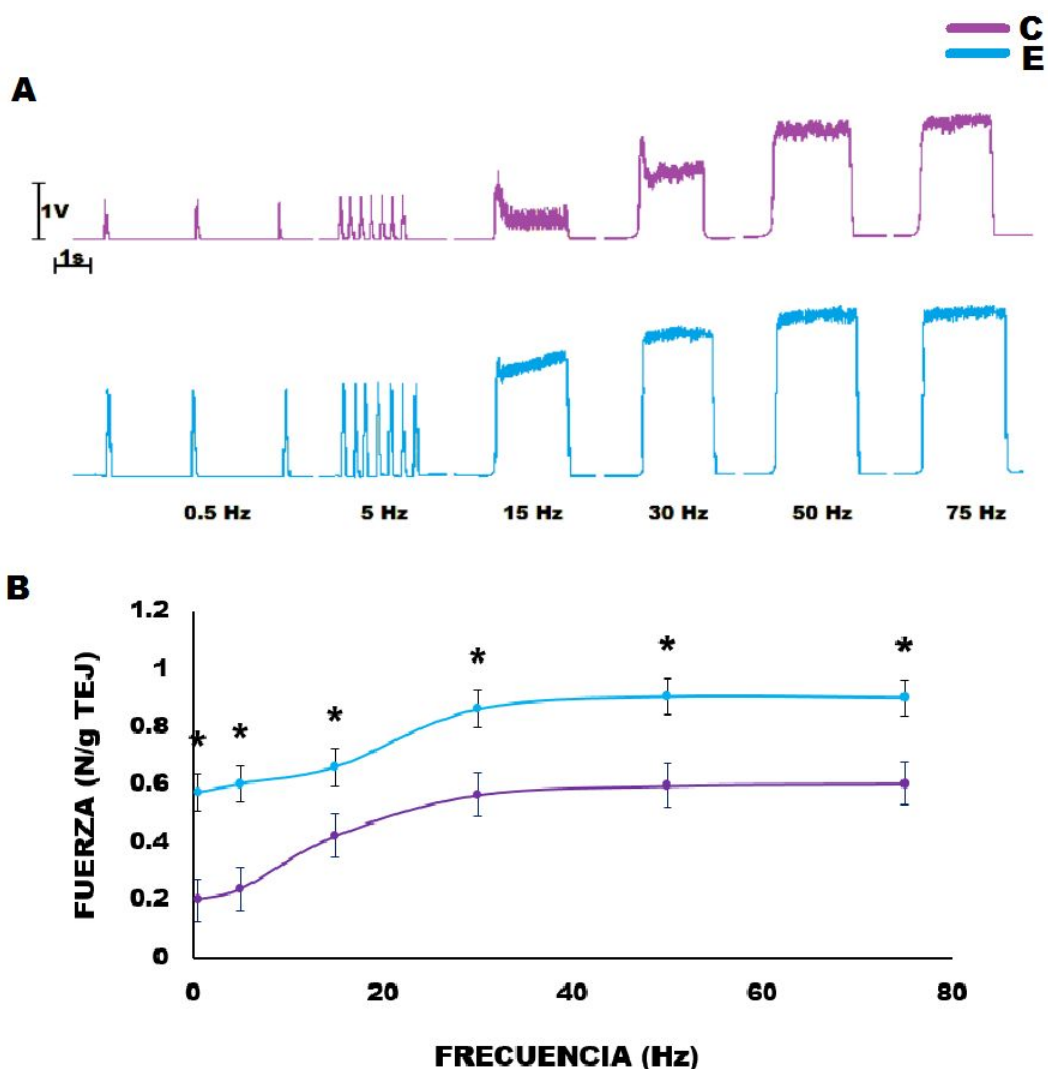 C
E
A
1V
1s
0.5 Hz 5 Hz 15 Hz 30 Hz 50 Hz 75 Hz
B
FUERZA (N/g TEJ)
1.2
1
0.8
0.6
0.4
0.2
0
* * * * * *
0 20 40 60 80
FRECUENCIA (Hz)